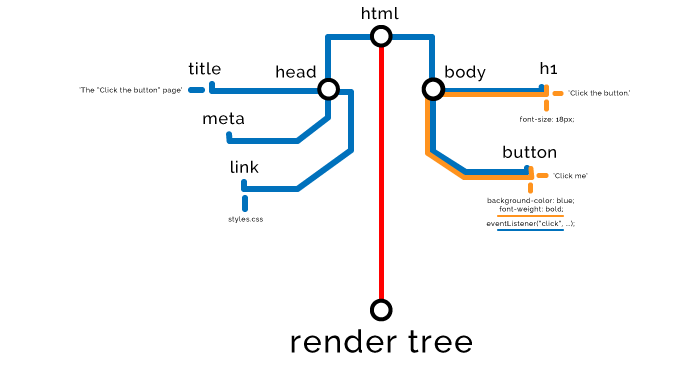 html
title
head
body
h1
'The "Click the button" page'
'Click the button.'
meta
font-size: 18px;
button
link
'Click me'
background-color: blue;
font-weight: bold;
styles.css
eventListener("click", ...);
render tree